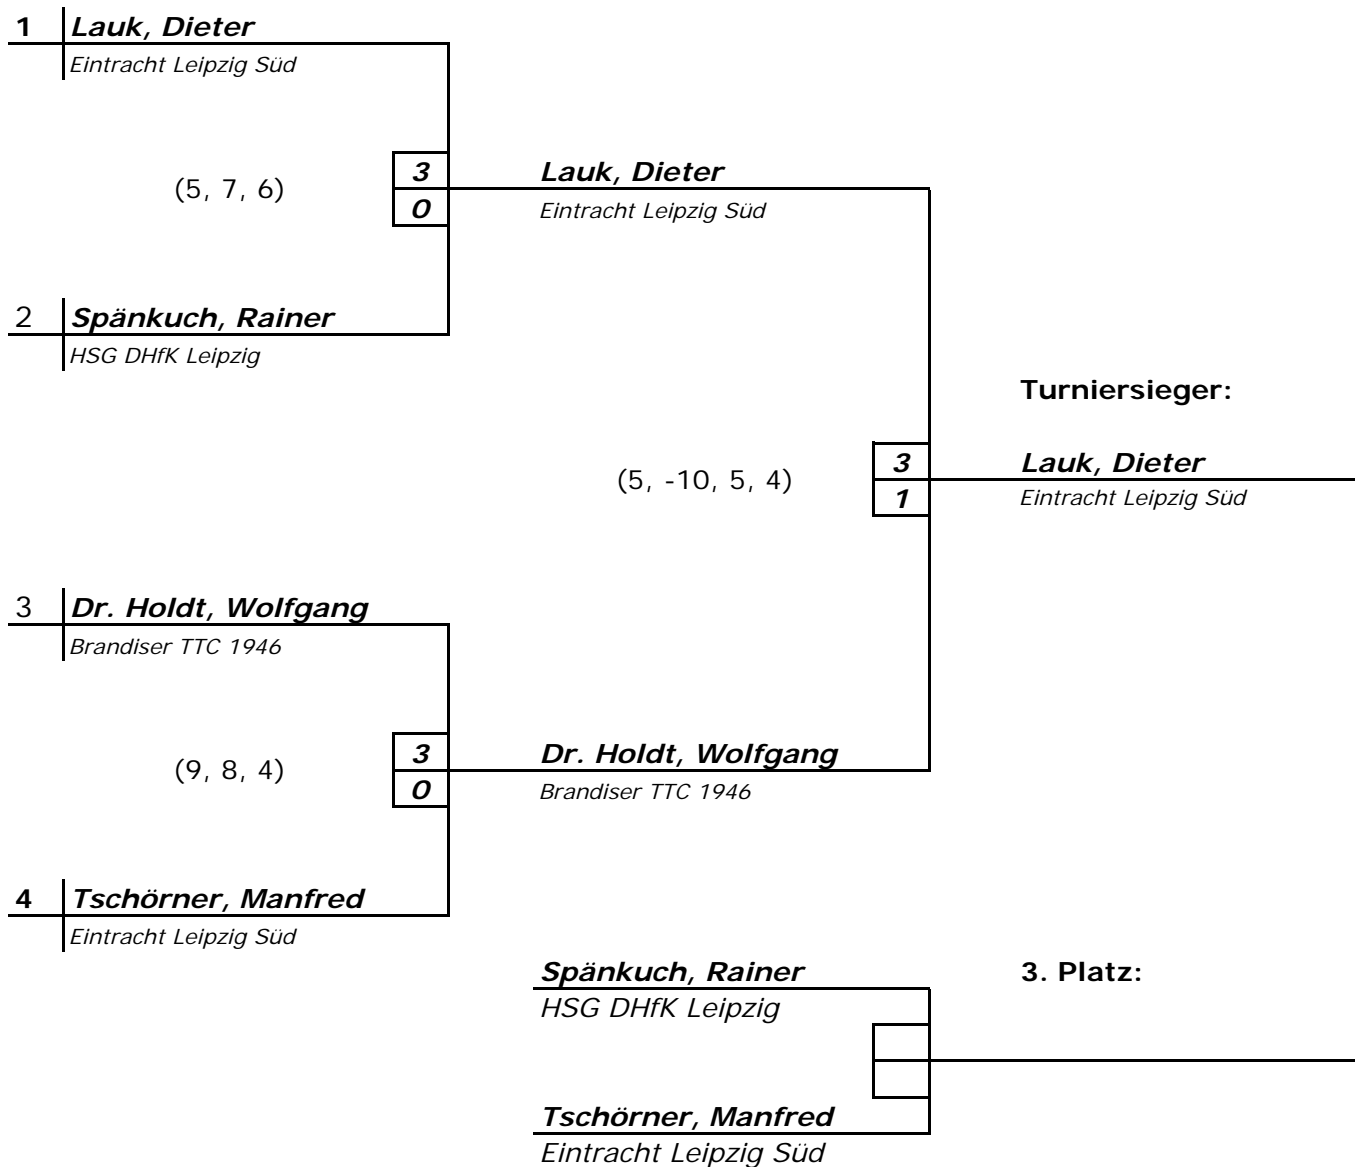 1 Lauk, Dieter
Eintracht Leipzig Süd
(5, 7, 6)
3
0
Lauk, Dieter
Eintracht Leipzig Süd
2 Spänkuch, Rainer
HSG DHfK Leipzig
Turniersieger:
(5, -10, 5, 4)
3
1
Lauk, Dieter
Eintracht Leipzig Süd
3 Dr. Holdt, Wolfgang
Brandiser TTC 1946
(9, 8, 4)
3
0
Dr. Holdt, Wolfgang
Brandiser TTC 1946
4 Tschörner, Manfred
Eintracht Leipzig Süd
Spänkuch, Rainer
HSG DHfK Leipzig
3. Platz:
Tschörner, Manfred
Eintracht Leipzig Süd